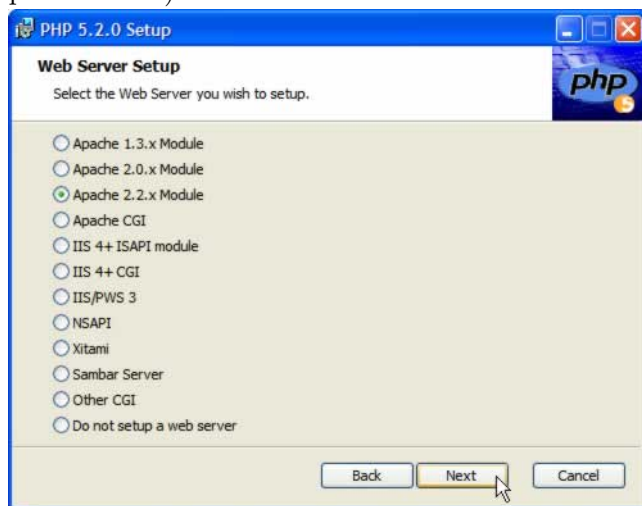 PHP 5.2.0 Setup
Web Server Setup
Select the Web Server you wish to setup.
php
5
Apache 1.3.x Module
Apache 2.0.x Module
Apache 2.2.x Module
Apache CGI
IIS 4+ ISAPI module
IIS 4+ CGI
IIS/PWS 3
NSAPI
Xitami
Sambar Server
Other CGI
Do not setup a web server
Back Next Cancel